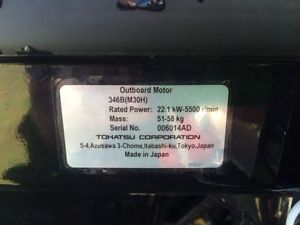 Outboard Motor
346B(M30H)
Rated Power: 22.1 kW-5500 r/min
Mass: 51-58 kg
Serial No. 006014AD
TOHATSU CORPORATION
5-4,Azusawa 3-Chome,Itabashi-ku,Tokyo,Japan
Made in Japan